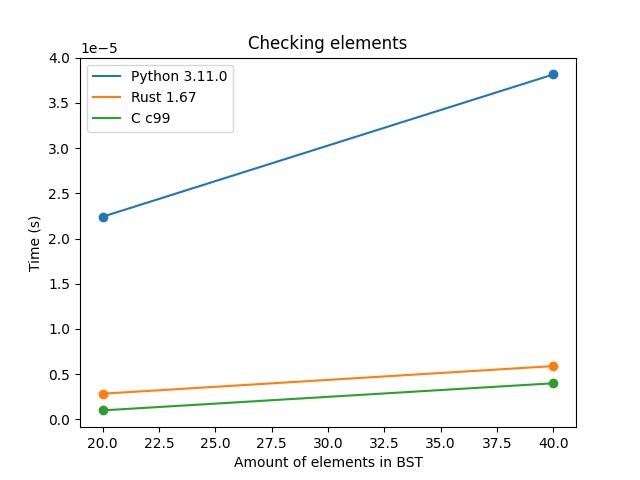 Checking elements
1e−5
Python 3.11.0
Rust 1.67
C c99
4.0
3.5
3.0
2.5
2.0
1.5
1.0
0.5
0.0
Time (s)
20.0 22.5 25.0 27.5 30.0 32.5 35.0 37.5 40.0
Amount of elements in BST